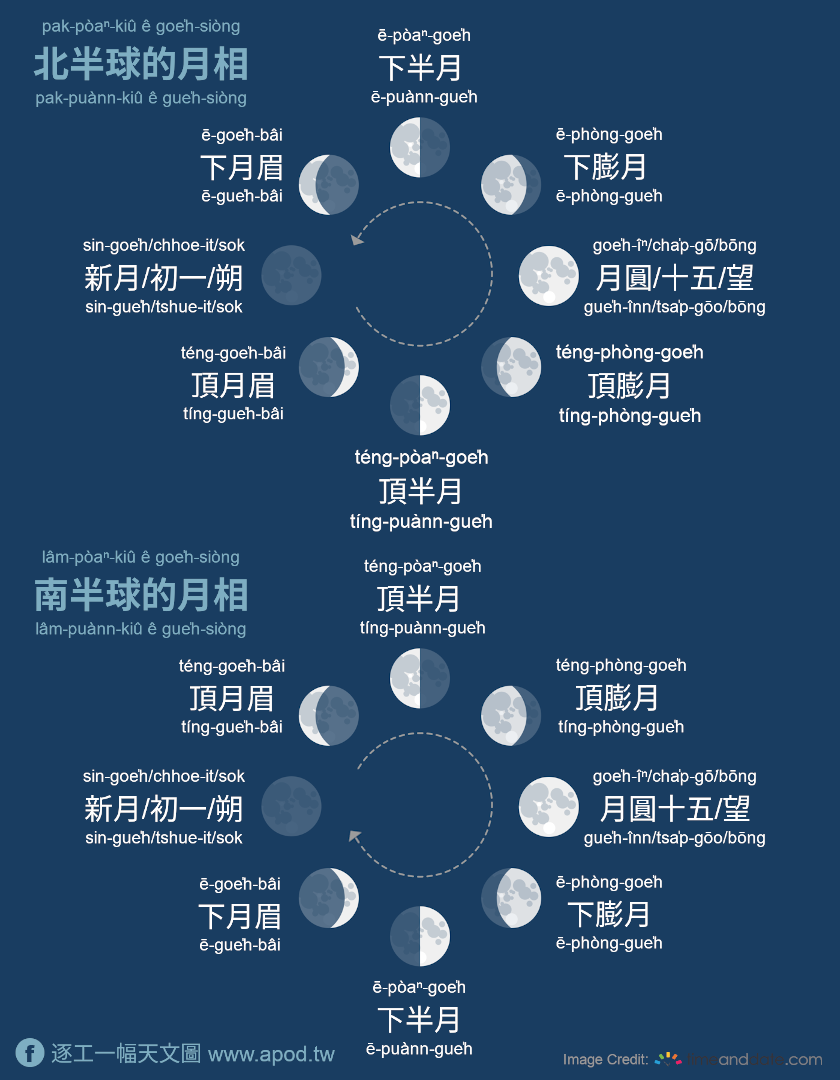 pak-pòaⁿ-kiû ê goe̍h-siòng
北半球的月相
pak-puànn-kiû ê gue̍h-siòng
ē-pòaⁿ-goe̍h
下半月
ē-puànn-gue̍h
ē-goe̍h-bâi
下月眉
ē-gue̍h-bâi
ē-phòng-goe̍h
下膨月
ē-phòng-gue̍h
sin-goe̍h/chhoe-it/sok
新月/初一/朔
sin-gue̍h/tshue-it/sok
goe̍h-îⁿ/cha̍p-gō/bōng
月圓/十五/望
gue̍h-înn/tsa̍p-gōo/bōng
téng-goe̍h-bâi
頂月眉
tíng-gue̍h-bâi
téng-phòng-goe̍h
頂膨月
tíng-phòng-gue̍h
téng-pòaⁿ-goe̍h
頂半月
tíng-puànn-gue̍h
lâm-pòaⁿ-kiû ê goe̍h-siòng
南半球的月相
lâm-puànn-kiû ê gue̍h-siòng
téng-pòaⁿ-goe̍h
頂半月
tíng-puànn-gue̍h
téng-goe̍h-bâi
頂月眉
tíng-gue̍h-bâi
téng-phòng-goe̍h
頂膨月
tíng-phòng-gue̍h
sin-goe̍h/chhoe-it/sok
新月/初一/朔
sin-gue̍h/tshue-it/sok
goe̍h-îⁿ/cha̍p-gō/bōng
月圓十五/望
gue̍h-înn/tsa̍p-gōo/bōng
ē-goe̍h-bâi
下月眉
ē-gue̍h-bâi
ē-phòng-goe̍h
下膨月
ē-phòng-gue̍h
ē-pòaⁿ-goe̍h
下半月
ē-puànn-gue̍h
f 逐工一幅天文圖 www.apod.tw
Image Credit: timeanddate.com